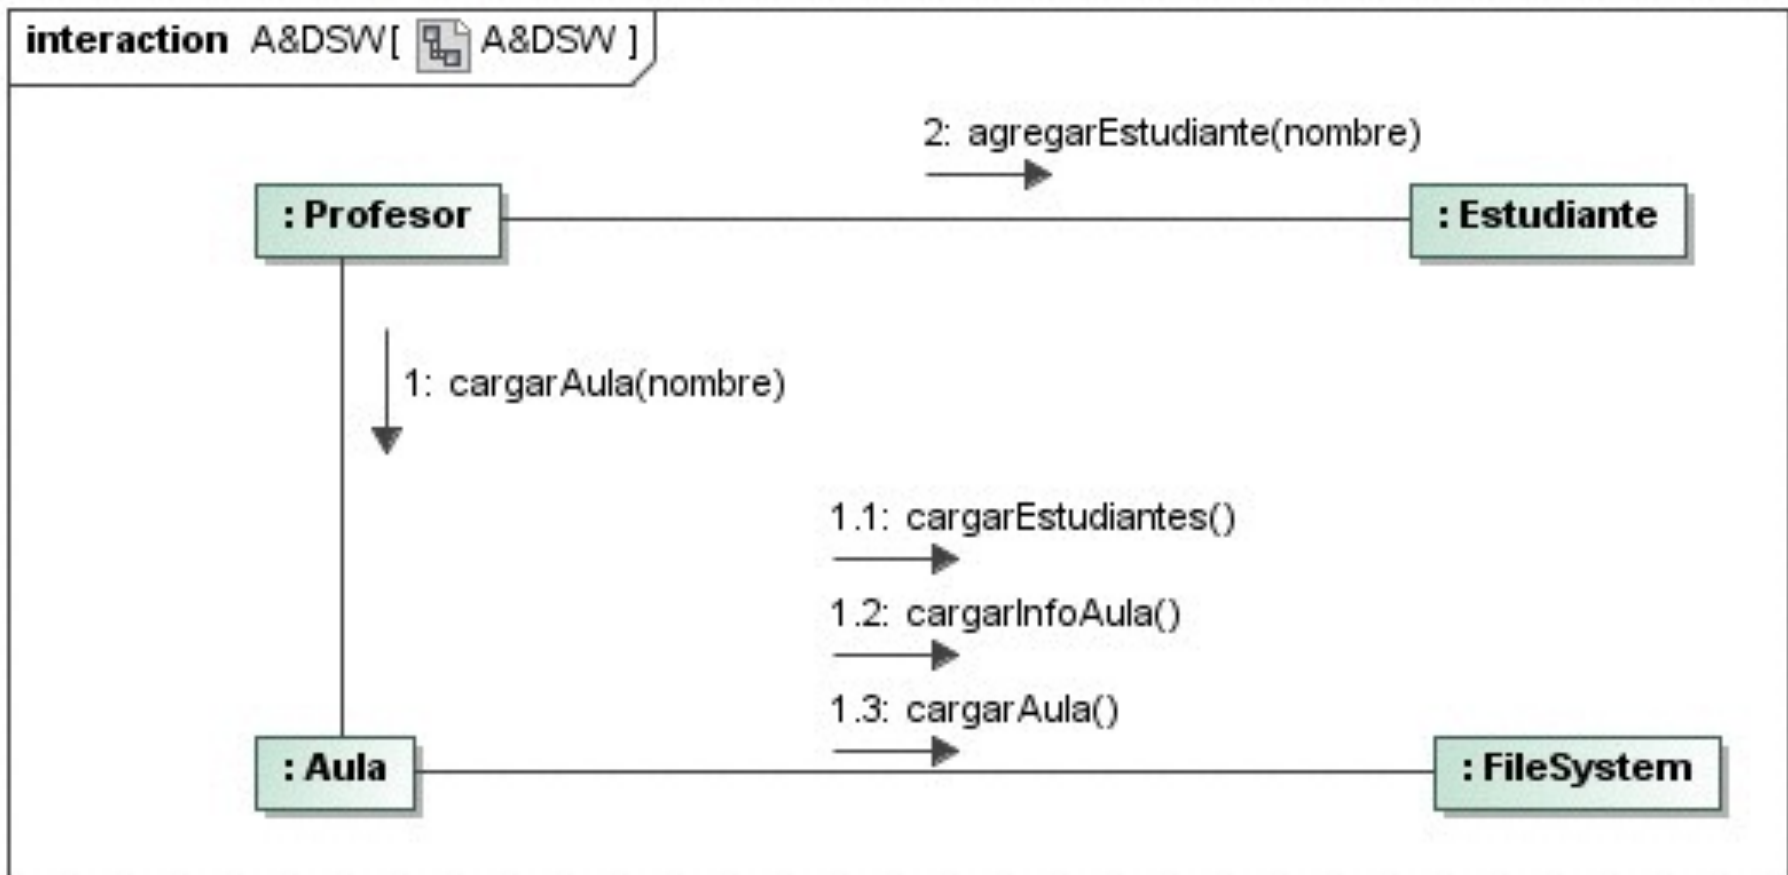 interaction A&DSW[ A&DSW ]
2: agregarEstudiante(nombre)
: Profesor
: Estudiante
1: cargarAula(nombre)
1.1: cargarEstudiantes()
1.2: cargarInfoAula()
1.3: cargarAula()
: Aula
: FileSystem